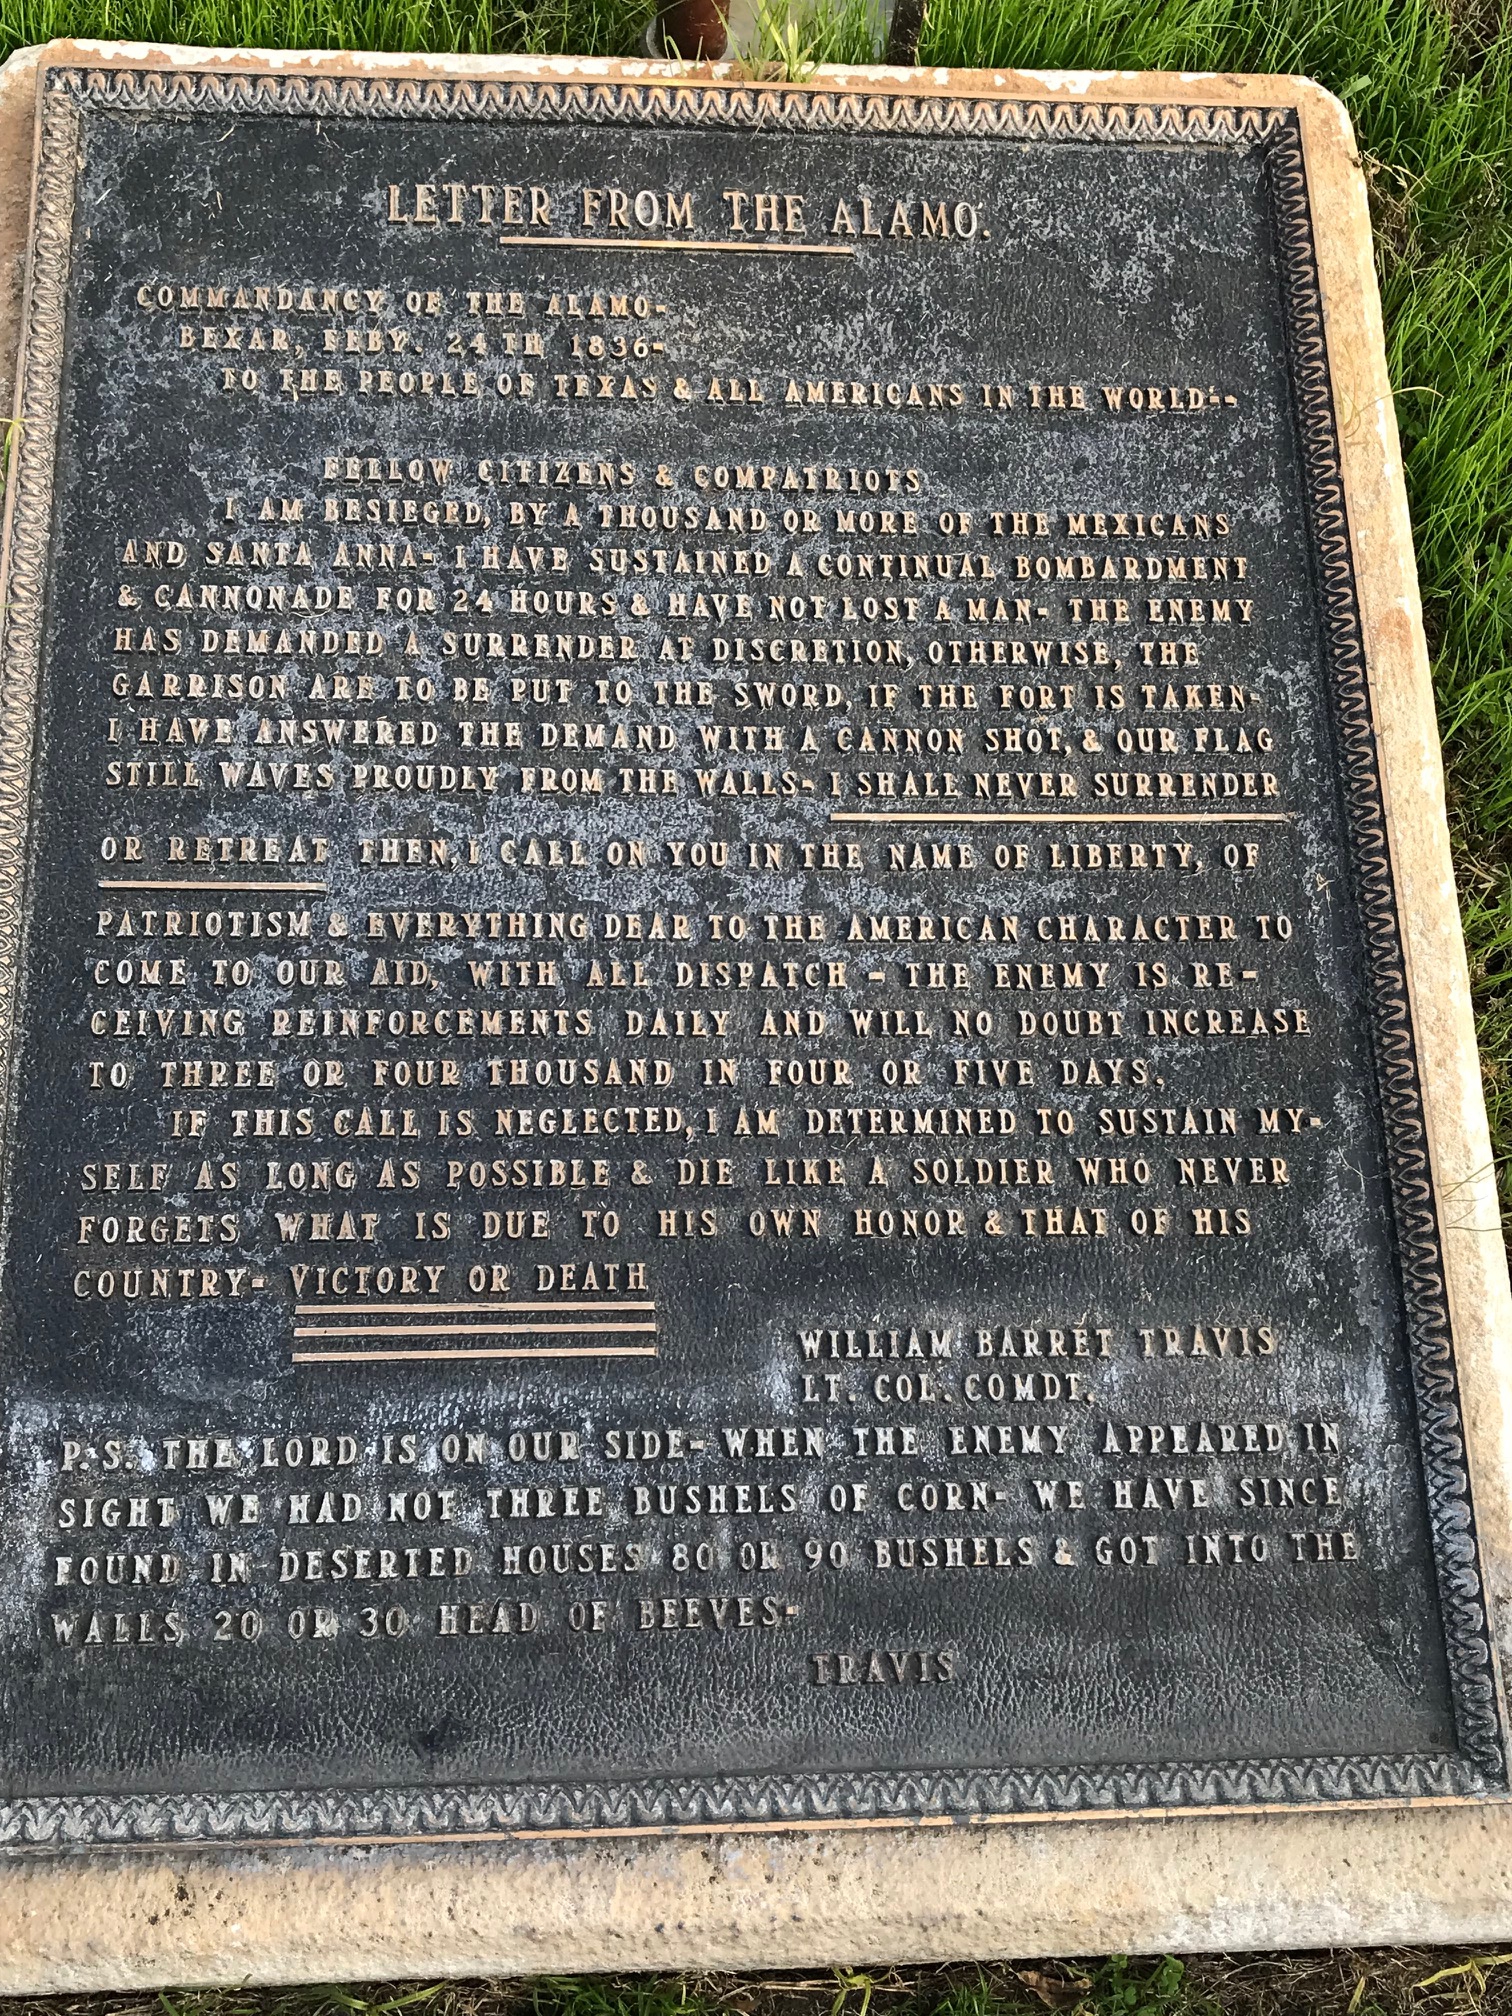 LETTER FROM THE ALAMO.
COMMANDANCY OF THE ALAMO-
BEXAR, FEBY. 24TH 1836-
TO THE PEOPLE OF TEXAS & ALL AMERICANS IN THE WORLD--
FELLOW CITIZENS & COMPATRIOTS
I AM BESIEGED, BY A THOUSAND OR MORE OF THE MEXICANS
AND SANTA ANNA- I HAVE SUSTAINED A CONTINUAL BOMBARDMENT
& CANNONADE FOR 24 HOURS & HAVE NOT LOST A MAN- THE ENEMY
HAS DEMANDED A SURRENDER AT DISCRETION, OTHERWISE, THE
GARRISON ARE TO BE PUT TO THE SWORD, IF THE FORT IS TAKEN-
I HAVE ANSWERED THE DEMAND WITH A CANNON SHOT, & OUR FLAG
STILL WAVES PROUDLY FROM THE WALLS- I SHALL NEVER SURRENDER
OR RETREAT THEN, I CALL ON YOU IN THE NAME OF LIBERTY, OF
PATRIOTISM & EVERYTHING DEAR TO THE AMERICAN CHARACTER TO
COME TO OUR AID, WITH ALL DISPATCH - THE ENEMY IS RE-
CEIVING REINFORCEMENTS DAILY AND WILL NO DOUBT INCREASE
TO THREE OR FOUR THOUSAND IN FOUR OR FIVE DAYS.
IF THIS CALL IS NEGLECTED, I AM DETERMINED TO SUSTAIN MY-
SELF AS LONG AS POSSIBLE & DIE LIKE A SOLDIER WHO NEVER
FORGETS WHAT IS DUE TO HIS OWN HONOR & THAT OF HIS
COUNTRY- VICTORY OR DEATH
WILLIAM BARRET TRAVIS
LT. COL. COMDT.
P.S. THE LORD IS ON OUR SIDE- WHEN THE ENEMY APPEARED IN
SIGHT WE HAD NOT THREE BUSHELS OF CORN- WE HAVE SINCE
FOUND IN DESERTED HOUSES 80 OR 90 BUSHELS & GOT INTO THE
WALLS 20 OR 30 HEAD OF BEEVES-
TRAVIS